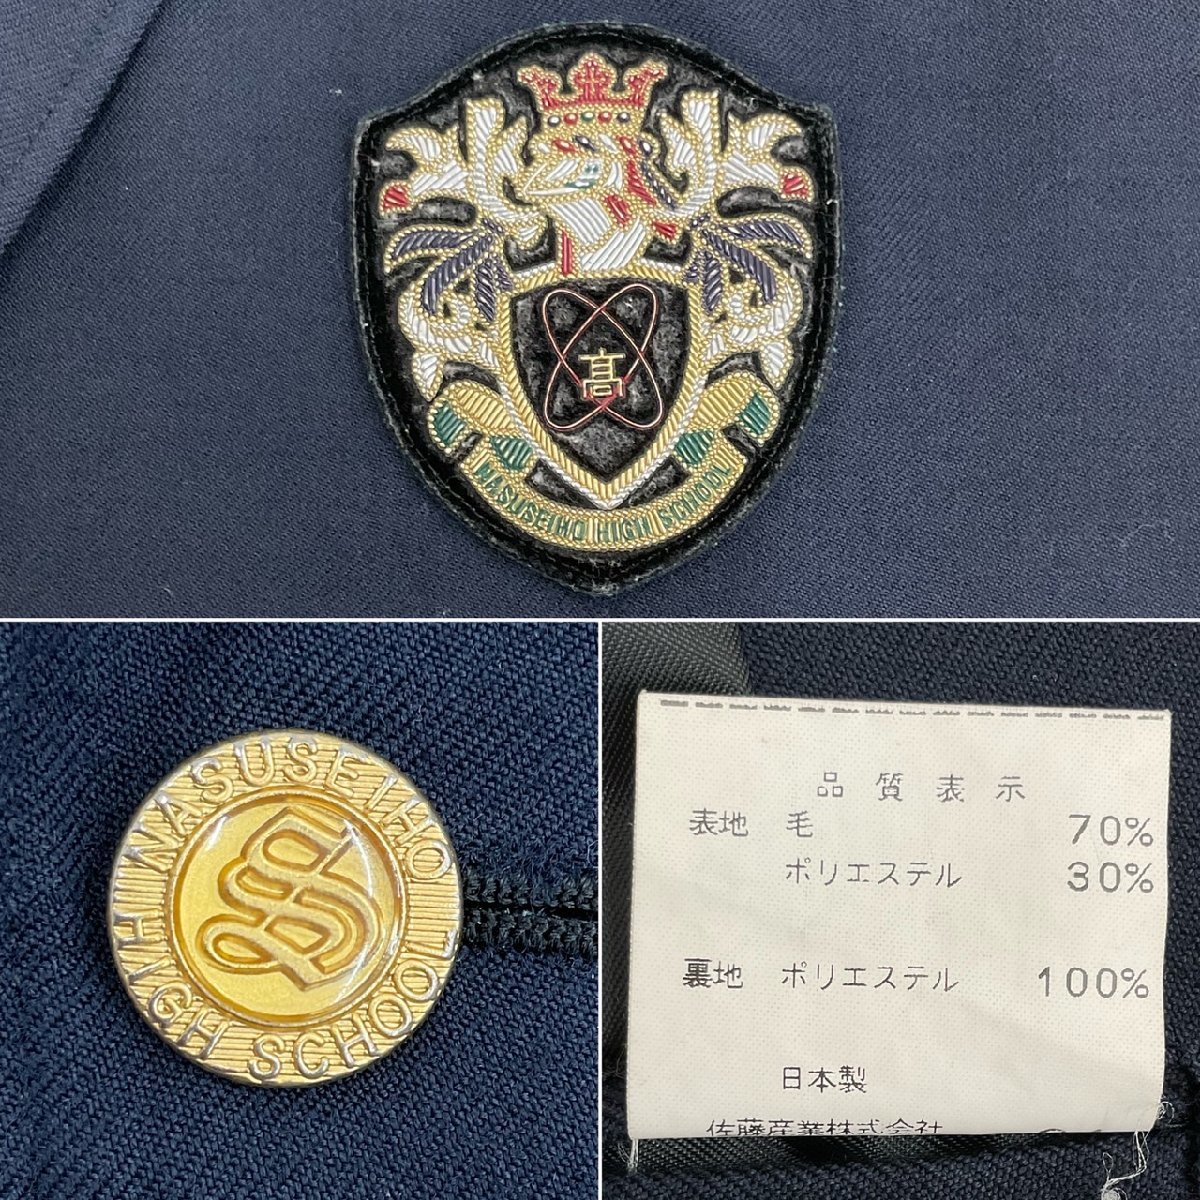 高
NASUSEIHO HIGH SCHOOL
NASUSEIHO HIGH SCHOOL
品質表示
表地 毛 70%
ポリエステル 30%
裏地 ポリエステル 100%
日本製
佐藤産業株式会社